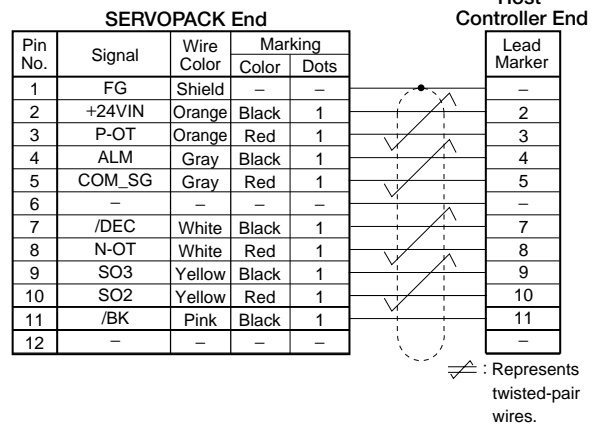 Host
SERVOPACK End Controller End
Pin No. Signal Wire Color Marking Lead Marker
Color Dots
1 FG Shield – – –
2 +24VIN Orange Black 1 2
3 P-OT Orange Red 1 3
4 ALM Gray Black 1 4
5 COM_SG Gray Red 1 5
6 – – – – –
7 /DEC White Black 1 7
8 N-OT White Red 1 8
9 SO3 Yellow Black 1 9
10 SO2 Yellow Red 1 10
11 /BK Pink Black 1 11
12 – – – – –
: Represents
twisted-pair
wires.